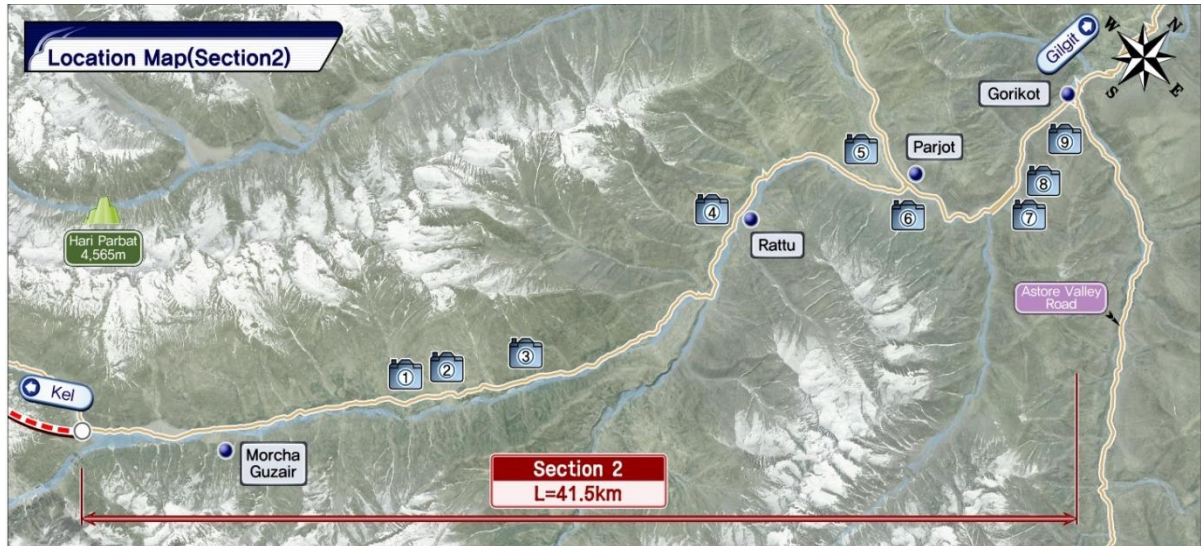 Location Map(Section2)
Gilgit
N
W
E
S
Gorikot
⑨
⑤
Parjot
⑧
④
⑥
⑦
Rattu
Hari Parbat
4,565m
Astore Valley
Road
③
②
①
Kel
Morcha
Guzair
Section 2
L=41.5km